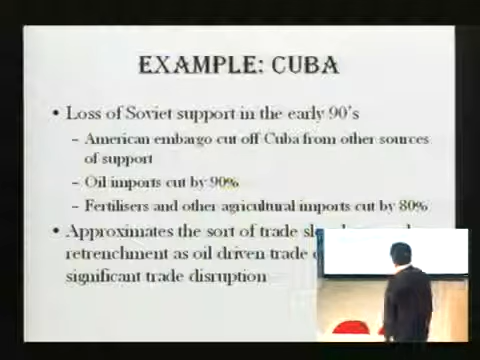 EXAMPLE: CUBA
• Loss of Soviet support in the early 90's
– American embargo cut off Cuba from other sources
of support
– Oil imports cut by 90%
– Fertilisers and other agricultural imports cut by 80%
• Approximates the sort of trade
retrenchment as oil driven trade
significant trade disruption